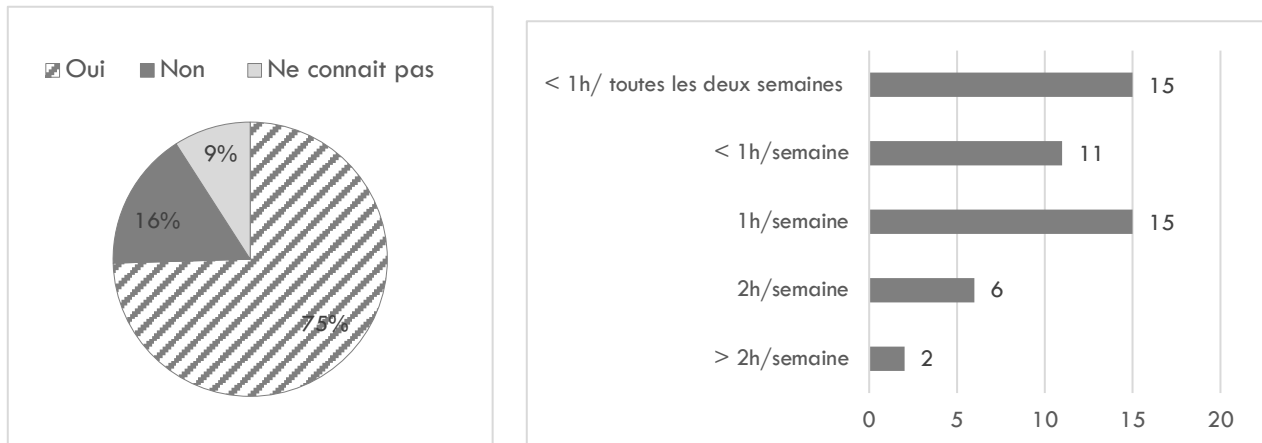 Oui Non Ne connait pas
9%
16%
75%
< 1h/ toutes les deux semaines 15
< 1h/semaine 11
1h/semaine 15
2h/semaine 6
> 2h/semaine 2
0 5 10 15 20